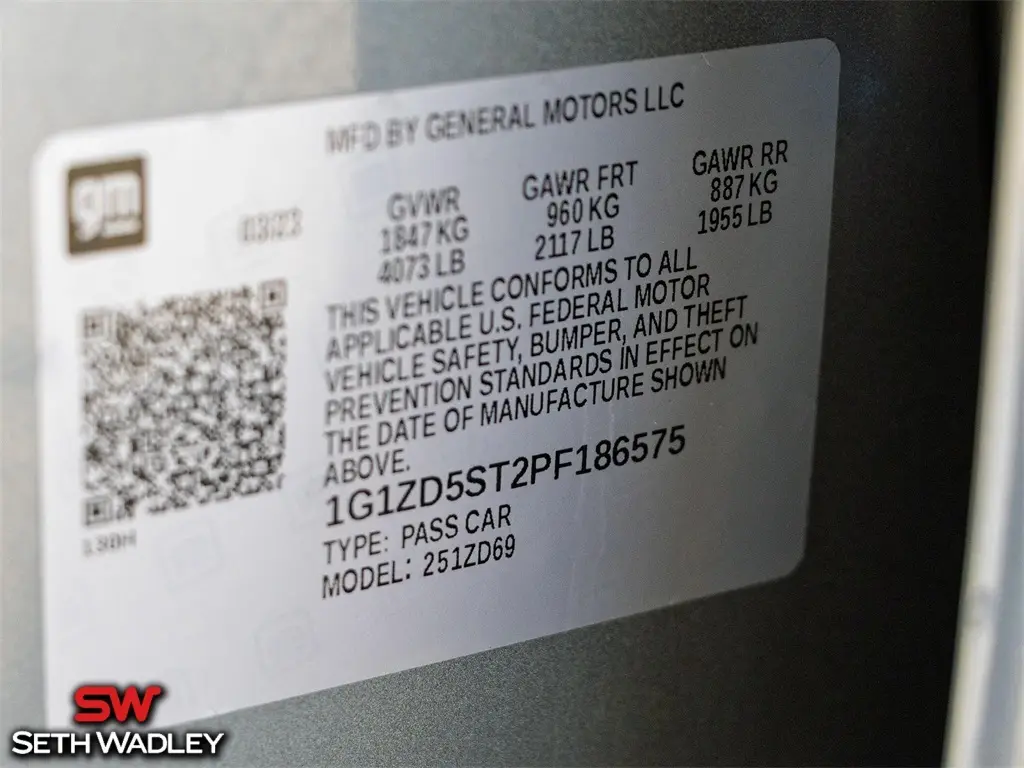 MFD BY GENERAL MOTORS LLC
gm
03/23
GVWR
1847 KG
4073 LB
GAWR FRT
960 KG
2117 LB
GAWR RR
887 KG
1955 LB
THIS VEHICLE CONFORMS TO ALL
APPLICABLE U.S. FEDERAL MOTOR
VEHICLE SAFETY, BUMPER, AND THEFT
PREVENTION STANDARDS IN EFFECT ON
THE DATE OF MANUFACTURE SHOWN
ABOVE.
1G1ZD5ST2PF186575
TYPE: PASS CAR
MODEL: 251ZD69
SW
SETH WADLEY